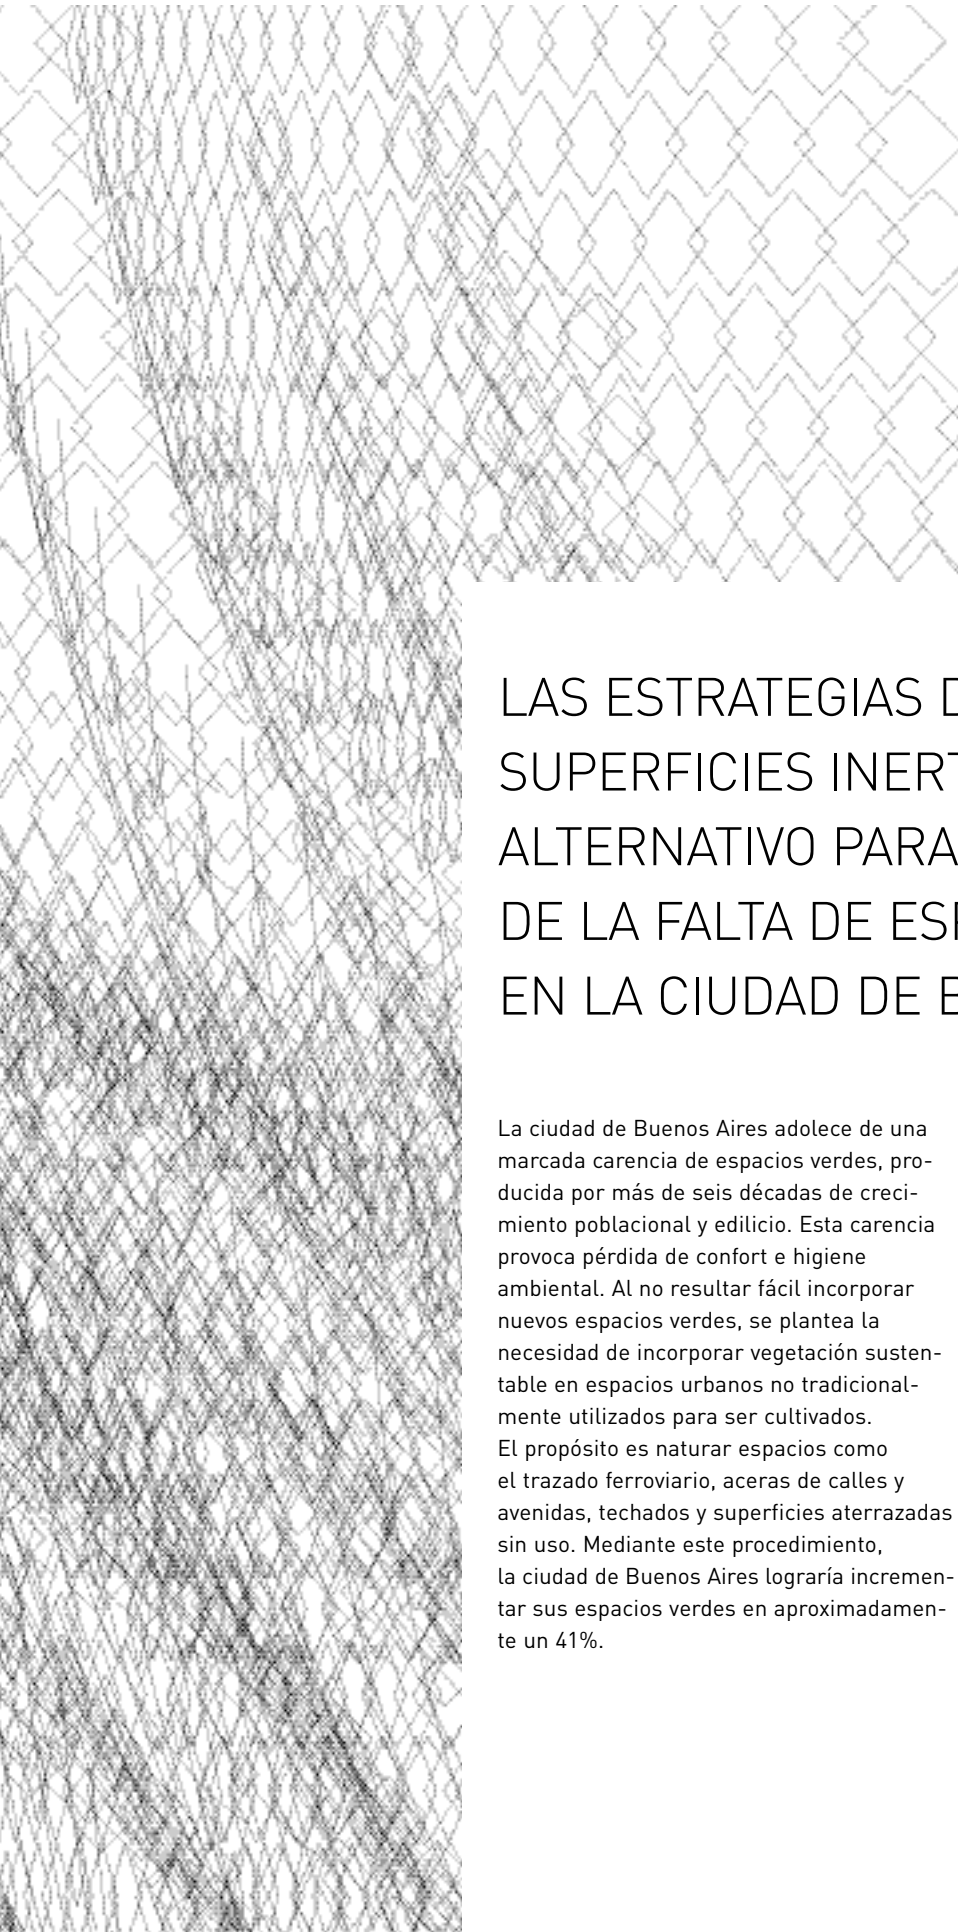 LAS ESTRATEGIAS
SUPERFICIES
ALTERNATIVO PARA
DE LA FALTA DE
EN LA CIUDAD DE
La ciudad de Buenos Aires adolece de una
marcada carencia de espacios verdes, pro-
ducida por más de seis décadas de creci-
miento poblacional y edilicio. Esta carencia
provoca pérdida de confort e higiene
ambiental. Al no resultar fácil incorporar
nuevos espacios verdes, se plantea la
necesidad de incorporar vegetación susten-
table en espacios urbanos no tradicional-
mente utilizados para ser cultivados.
El propósito es naturar espacios como
el trazado ferroviario, aceras de calles y
avenidas, techados y superficies aterrazadas
sin uso. Mediante este procedimiento,
la ciudad de Buenos Aires lograría incremen-
tar sus espacios verdes en aproximadamen-
te un 41%.